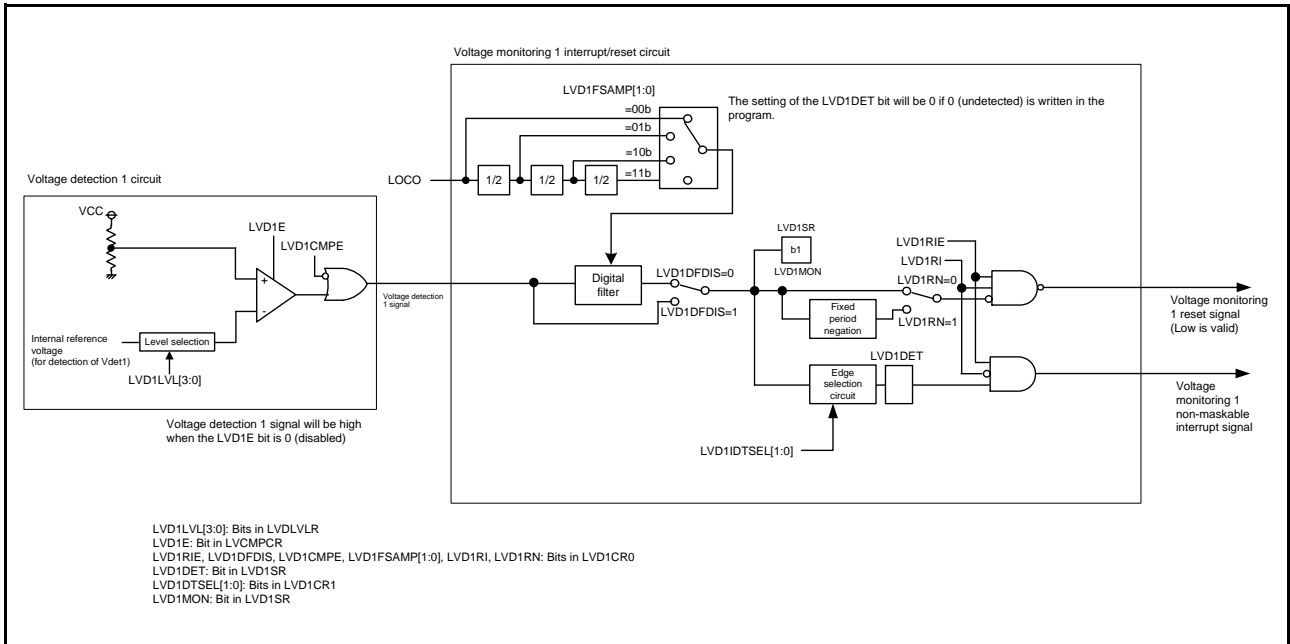 Voltage monitoring 1 interrupt/reset circuit
LVD1FSAMP[1:0]
The setting of the LVD1DET bit will be 0 if 0 (undetected) is written in the
program.
=00b
=01b
=10b
=11b
LOCO
1/2
1/2
1/2
Voltage detection 1 circuit
VCC
LVD1E
LVD1CMPE
+
-
Internal reference
voltage
(for detection of Vdet1)
Level selection
LVD1LVL[3:0]
Voltage detection
1 signal
Voltage detection 1 signal will be high
when the LVD1E bit is 0 (disabled)
Digital
filter
LVD1DFDIS=0
LVD1DFDIS=1
LVD1SR
b1
LVD1MON
LVD1RIE
LVD1RI
LVD1RN=0
Fixed
period
negation
LVD1RN=1
Voltage monitoring
1 reset signal
(Low is valid)
LVD1DET
Edge
selection
circuit
LVD1IDTSEL[1:0]
Voltage
monitoring 1
non-maskable
interrupt signal
LVD1LVL[3:0]: Bits in LVDLVLR
LVD1E: Bit in LVCMPCR
LVD1RIE, LVD1DFDIS, LVD1CMPE, LVD1FSAMP[1:0], LVD1RI, LVD1RN: Bits in LVD1CR0
LVD1DET: Bit in LVD1SR
LVD1DTSEL[1:0]: Bits in LVD1CR1
LVD1MON: Bit in LVD1SR